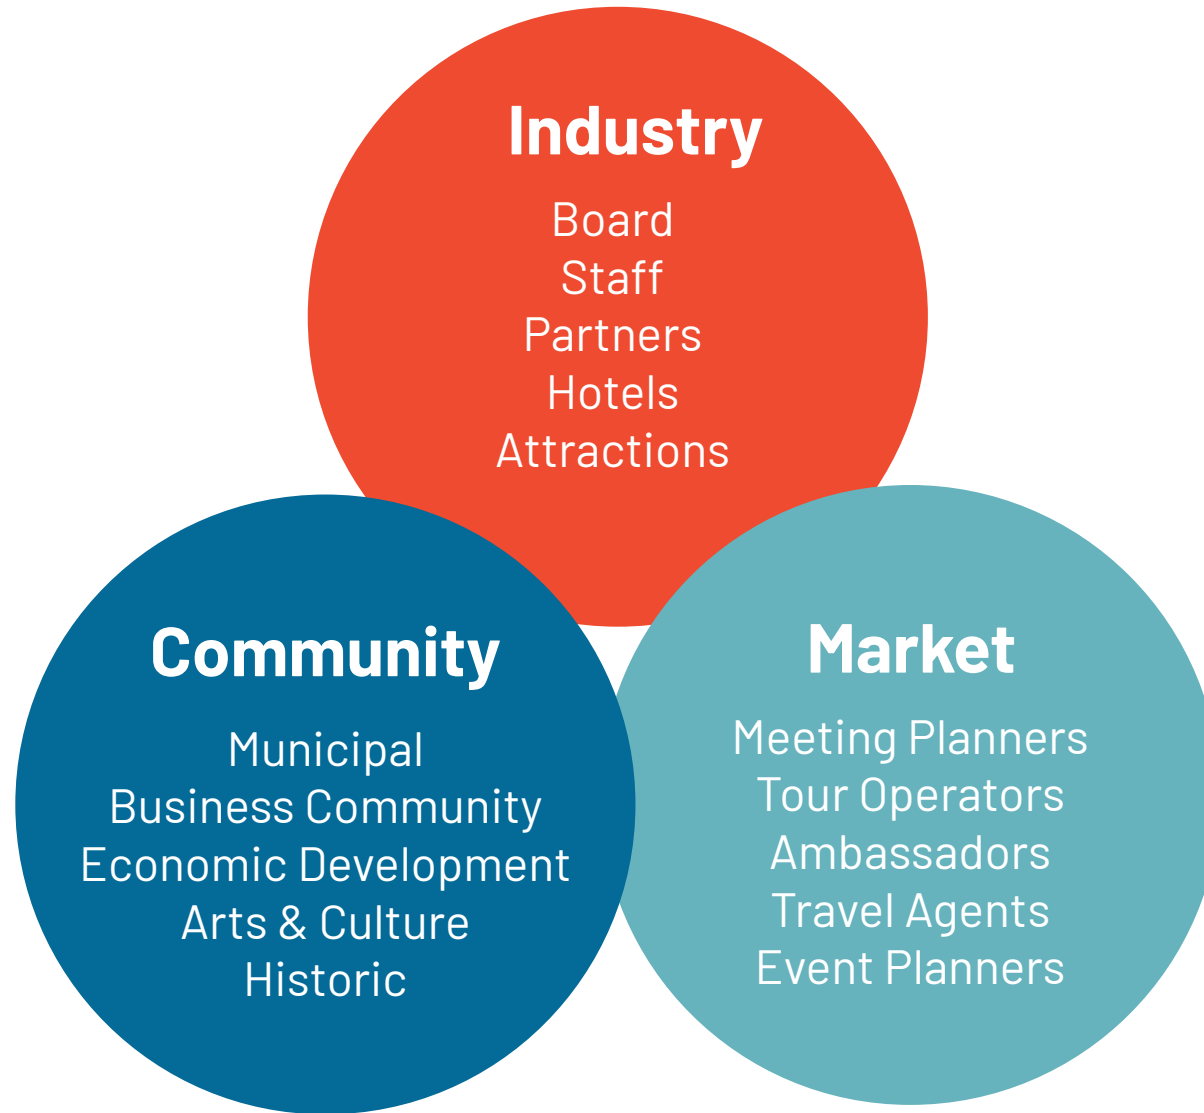 Industry
Board
Staff
Partners
Hotels
Attractions
Community
Municipal
Business Community
Economic Development
Arts & Culture
Historic
Market
Meeting Planners
Tour Operators
Ambassadors
Travel Agents
Event Planners